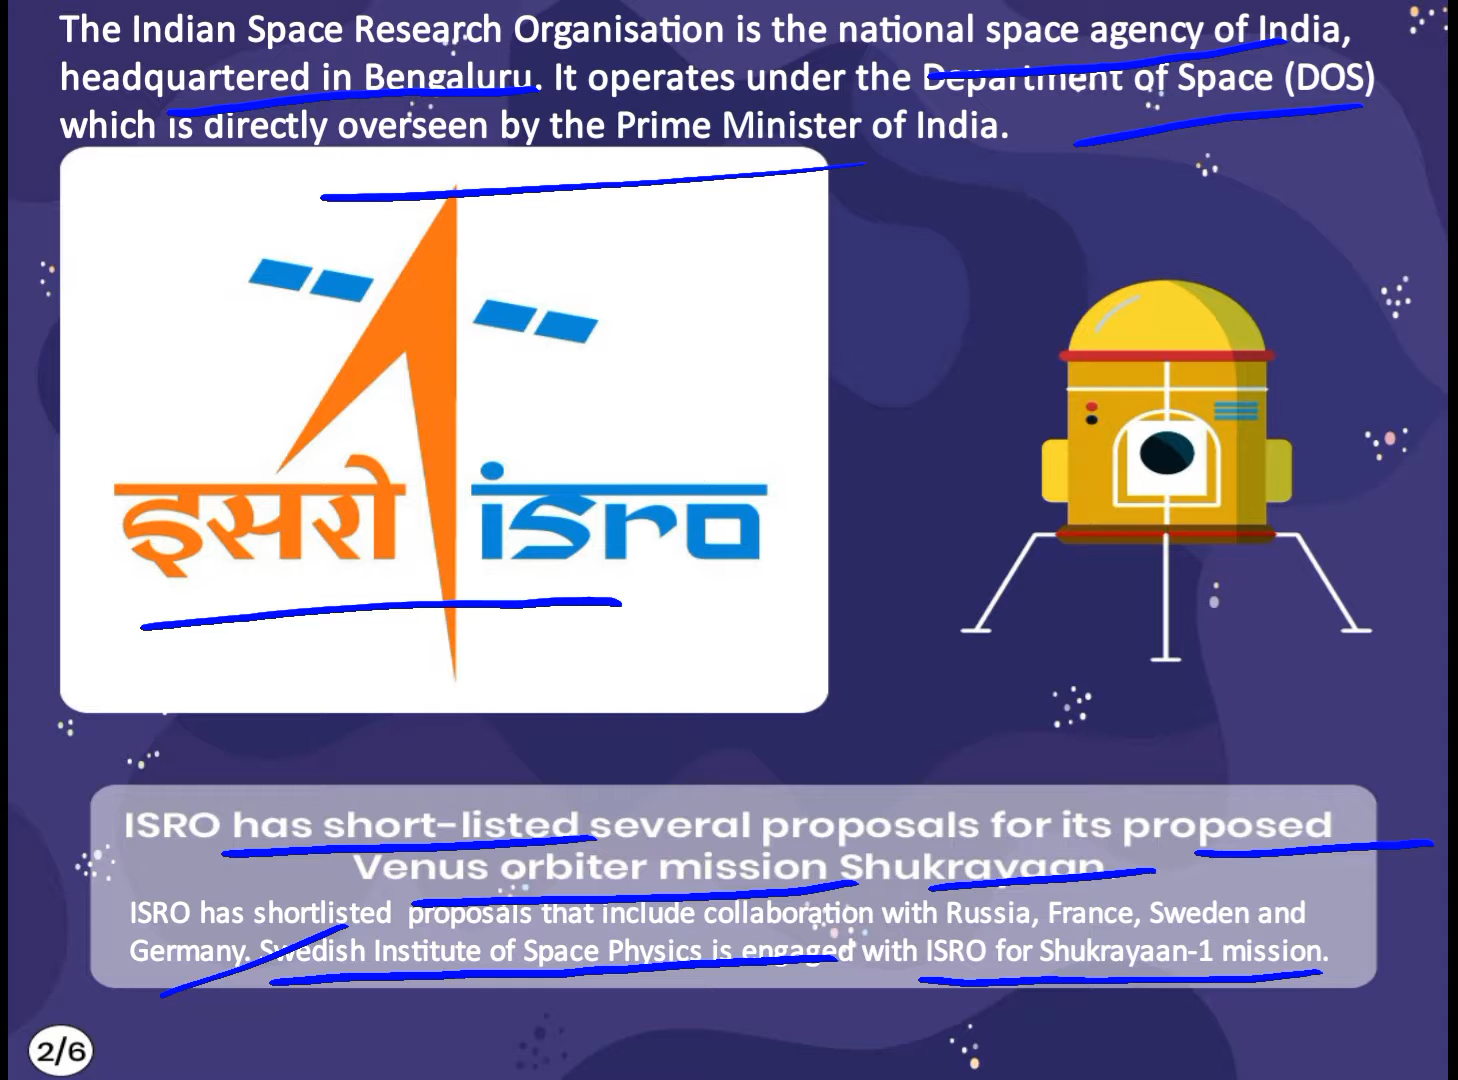 The Indian Space Research Organisation is the national space agency of India,
headquartered in Bengaluru. It operates under the Department of Space (DOS)
which is directly overseen by the Prime Minister of India.
इसरो isro
ISRO has short-listed several proposals for its proposed
Venus orbiter mission Shukrayaan
ISRO has shortlisted proposals that include collaboration with Russia, France, Sweden and
Germany. Swedish Institute of Space Physics is engaged with ISRO for Shukrayaan-1 mission.
2/6